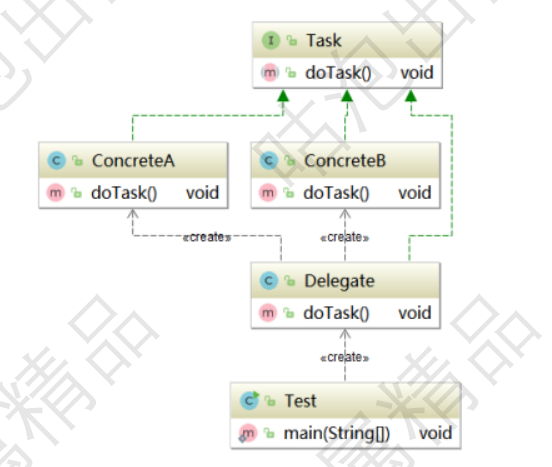 I Task
m doTask() void
C ConcreteA
C ConcreteB
m doTask() void
m doTask() void
«create»
«create»
C Delegate
m doTask() void
«create»
C Test
m main(String[]) void